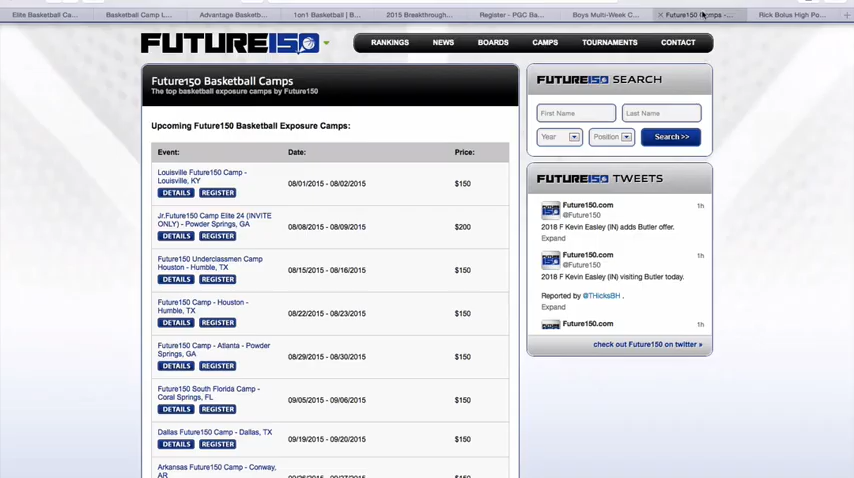 Elite Basketball Ca...
Basketball Camp L...
Advantage Basketb...
1on1 Basketball | B...
2015 Breakthrough...
Register - PGC Ba...
Boys Multi-Week C...
Future150 Camps -...
Rick Bolus High Po...
FUTURE150
RANKINGS NEWS BOARDS CAMPS TOURNAMENTS CONTACT
Future150 Basketball Camps
The top basketball exposure camps by Future150
Upcoming Future150 Basketball Exposure Camps:
Event: Date: Price:
Louisville Future150 Camp -
Louisville, KY
DETAILS REGISTER
08/01/2015 - 08/02/2015
$150
Jr.Future150 Camp Elite 24 (INVITE
ONLY) - Powder Springs, GA
DETAILS REGISTER
08/08/2015 - 08/09/2015
$200
Future150 Underclassmen Camp
Houston - Humble, TX
DETAILS REGISTER
08/15/2015 - 08/16/2015
$150
Future150 Camp - Houston -
Humble, TX
DETAILS REGISTER
08/22/2015 - 08/23/2015
$150
Future150 Camp - Atlanta - Powder
Springs, GA
DETAILS REGISTER
08/29/2015 - 08/30/2015
$150
Future150 South Florida Camp -
Coral Springs, FL
DETAILS REGISTER
09/05/2015 - 09/06/2015
$150
Dallas Future150 Camp - Dallas, TX
DETAILS REGISTER
09/19/2015 - 09/20/2015
$150
Arkansas Future150 Camp - Conway,
AR
09/26/2015 - 09/27/2015
$150
FUTURE150 SEARCH
First Name Last Name
Year Position Search >>
FUTURE150 TWEETS
Future150.com 1h
@Future150
2018 F Kevin Easley (IN) adds Butler offer.
Expand
Future150.com 1h
@Future150
2018 F Kevin Easley (IN) visiting Butler today.
Reported by @THicksBH .
Expand
Future150.com 1h
check out Future150 on twitter »